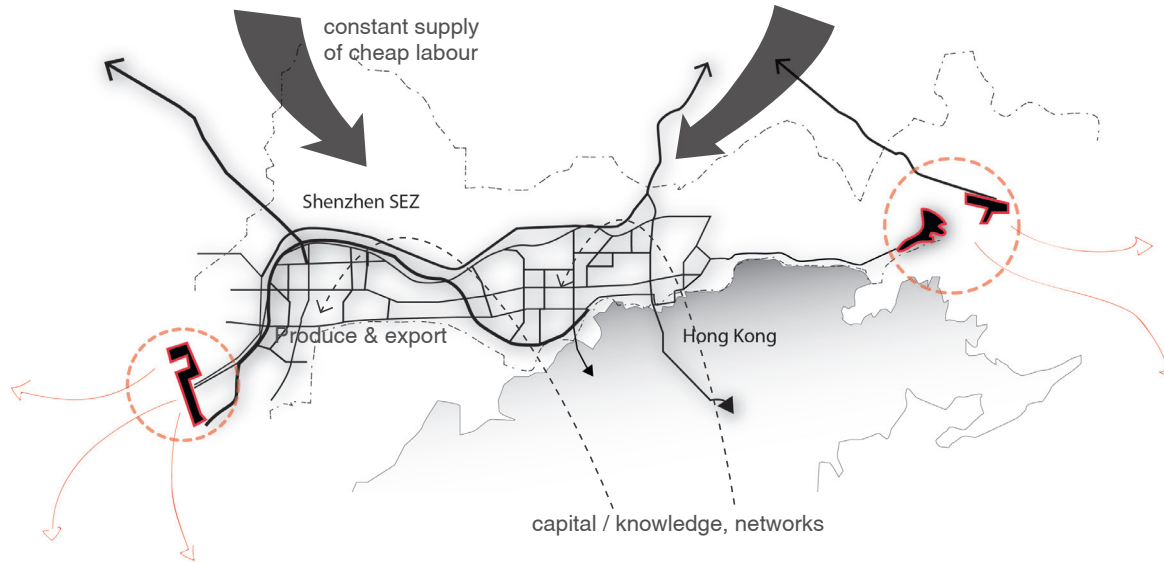 constant supply
of cheap labour
Shenzhen SEZ
Produce & export
Hong Kong
capital / knowledge, networks